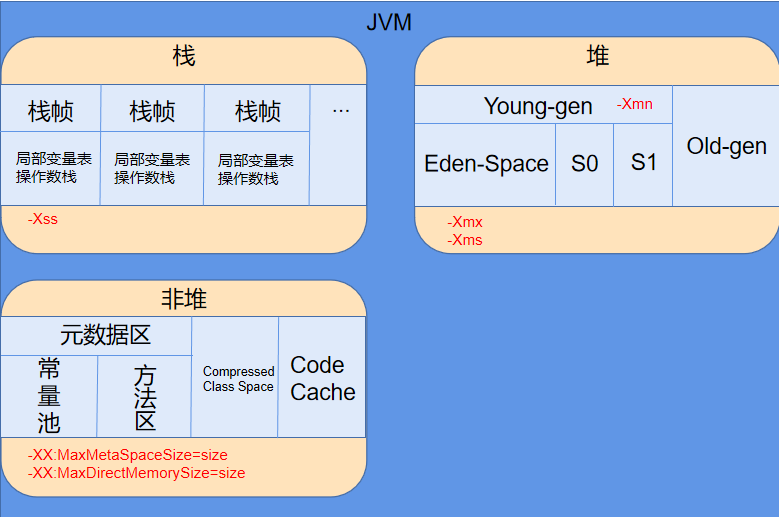 JVM
栈
栈帧
栈帧
栈帧
...
局部变量表
操作数栈
局部变量表
操作数栈
局部变量表
操作数栈
-Xss
堆
Young-gen -Xmn
Eden-Space
S0
S1
Old-gen
-Xmx
-Xms
非堆
元数据区
常
量
池
方
法
区
Compressed
Class Space
Code
Cache
-XX:MaxMetaSpaceSize=size
-XX:MaxDirectMemorySize=size